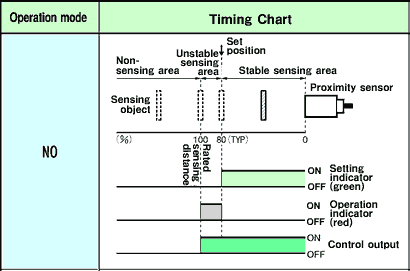 Operation mode
Timing Chart
NO
Set position
Non-sensing area
Unstable sensing area
Stable sensing area
Sensing object
Proximity sensor
(%)
100
80
(TYP)
0
Rated sensing distance
ON
OFF
Setting indicator (green)
ON
OFF
Operation indicator (red)
ON
OFF
Control output